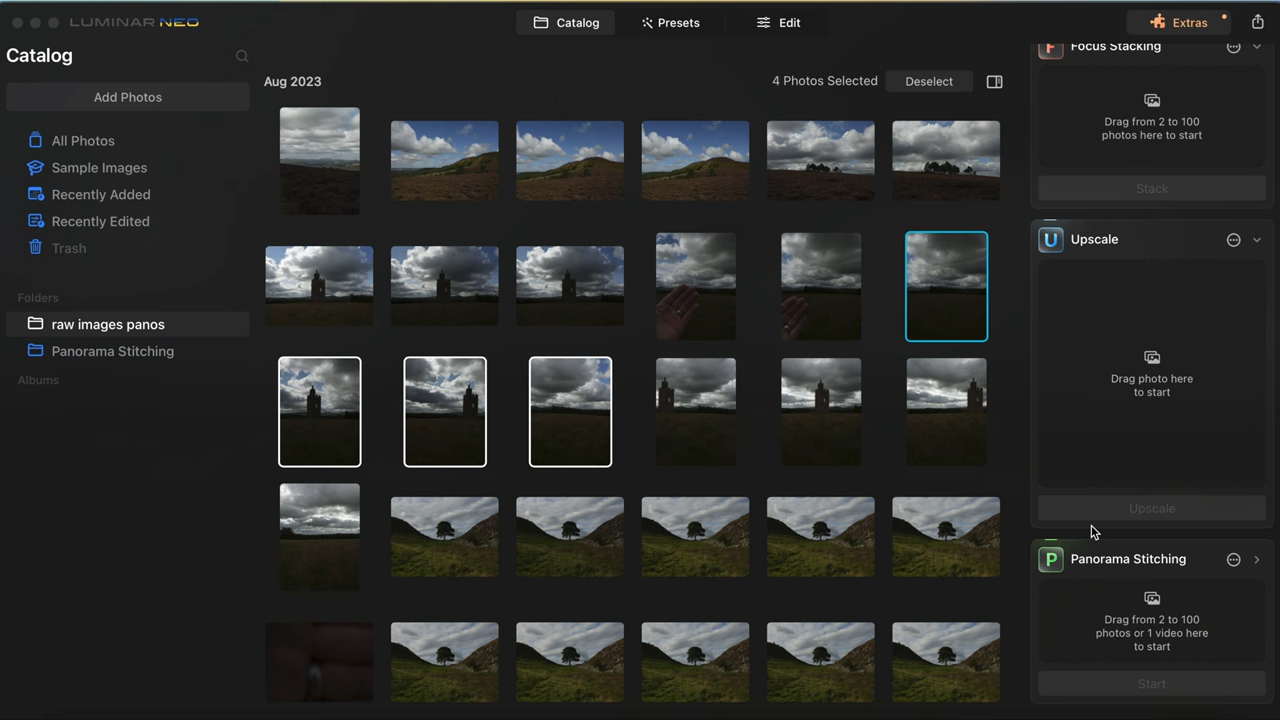 LUMINAR NEO
Catalog
Presets
Edit
Extras
Catalog
Add Photos
All Photos
Sample Images
Recently Added
Recently Edited
Trash
Folders
raw images panos
Panorama Stitching
Albums
Aug 2023
4 Photos Selected
Deselect
F
Focus Stacking
Drag from 2 to 100
photos here to start
Stack
U
Upscale
Drag photo here
to start
Upscale
P
Panorama Stitching
Drag from 2 to 100
photos or 1 video here
to start
Start